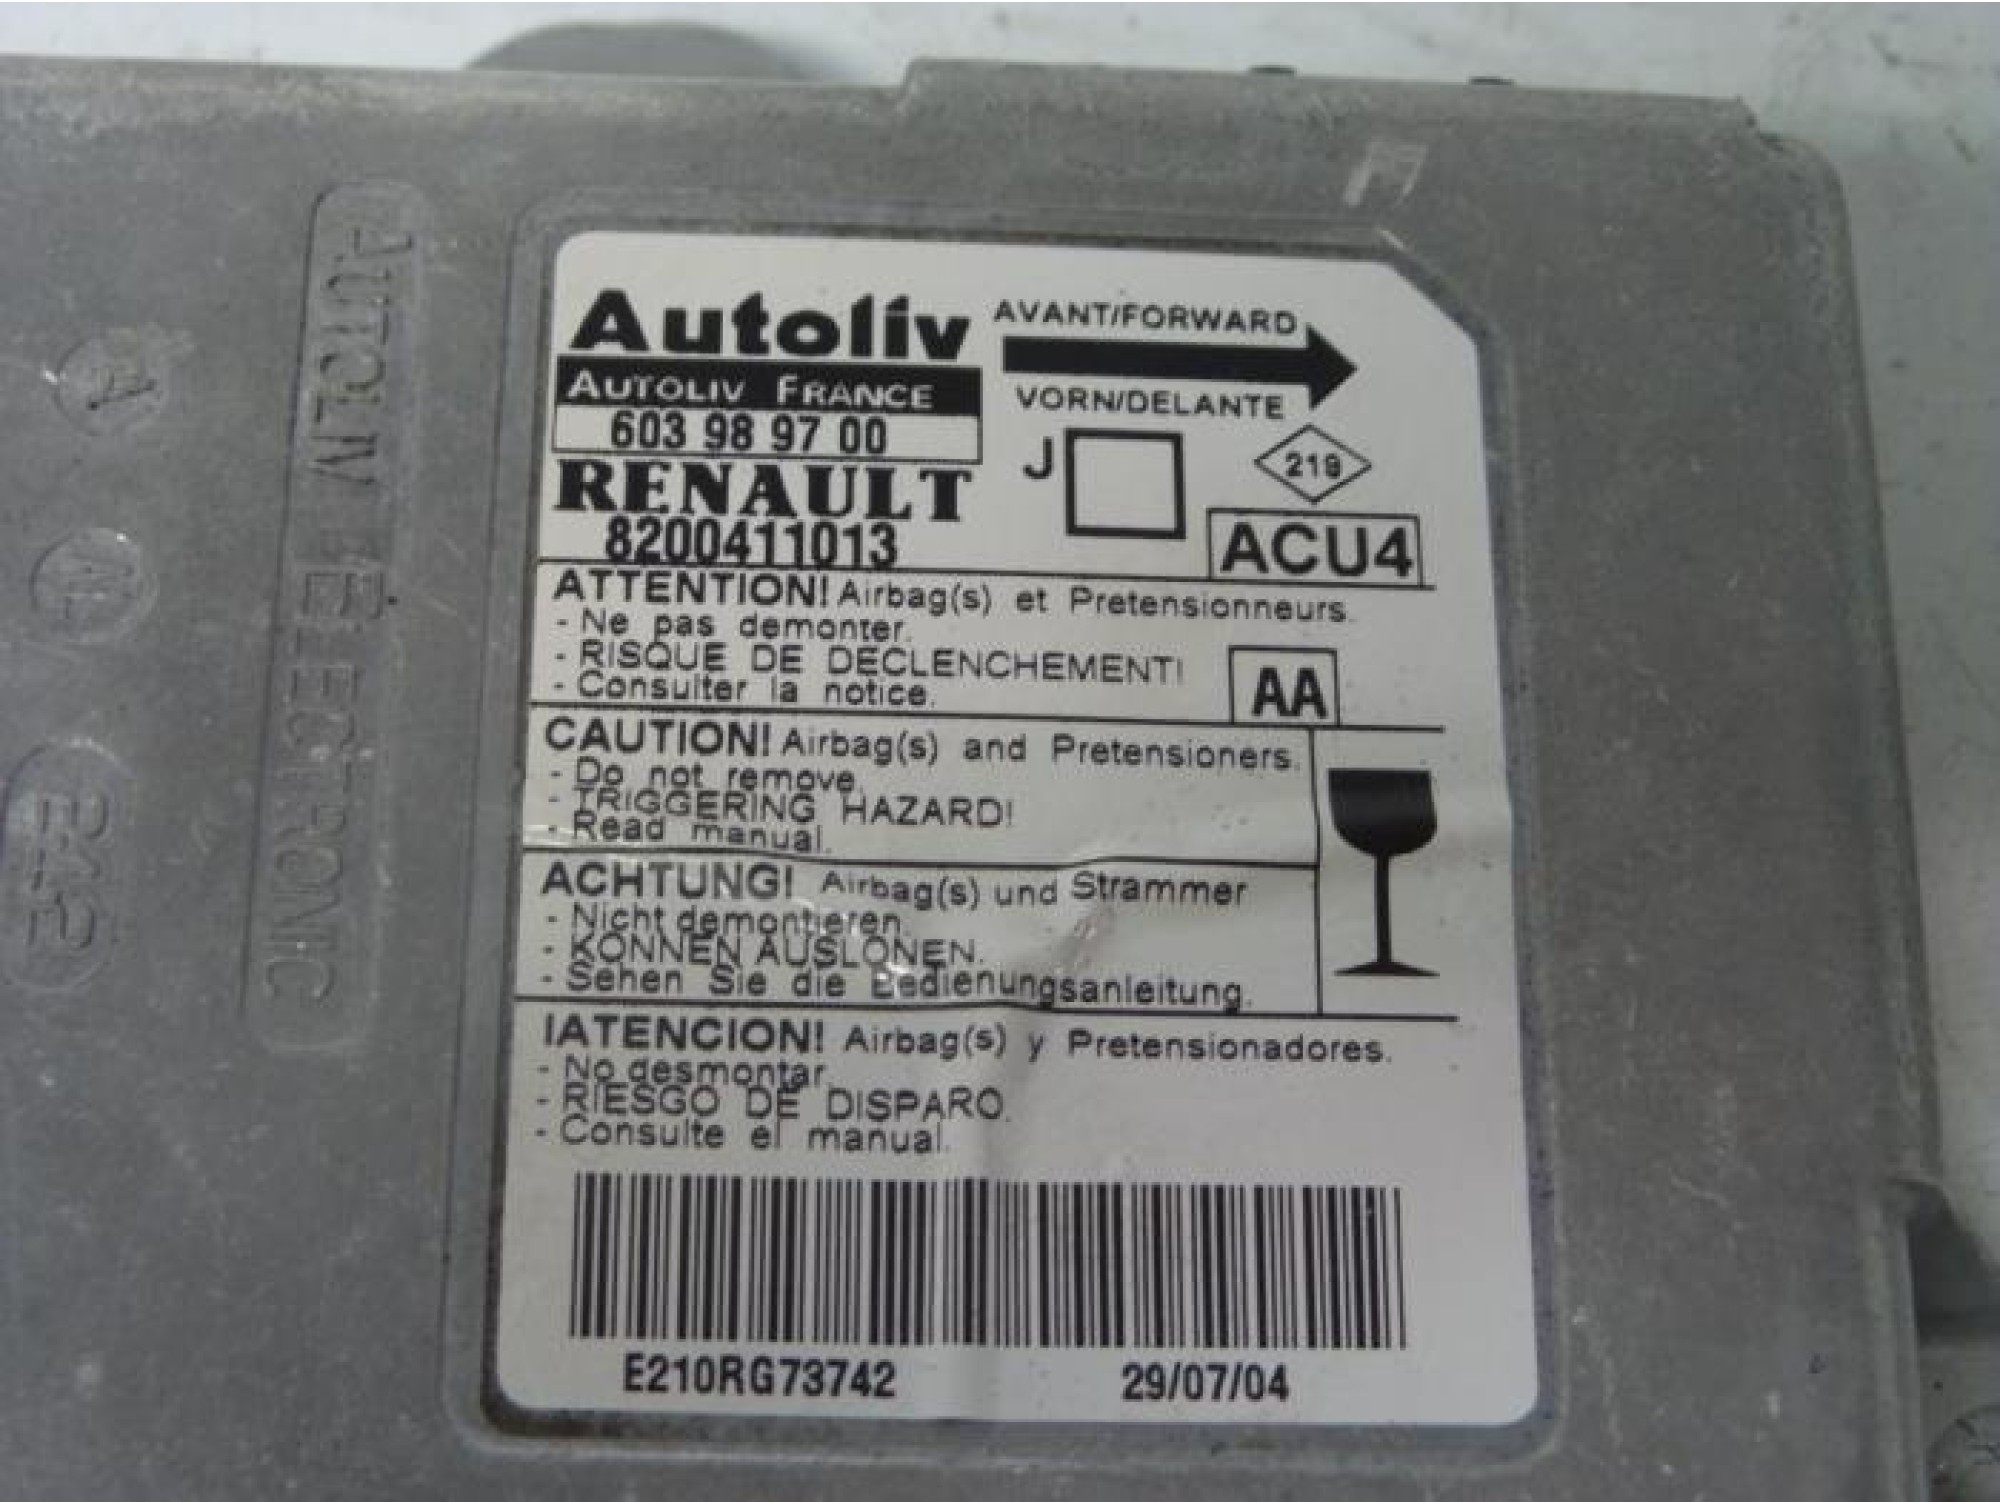 Autoliv
AUTOLIV FRANCE
603 98 97 00
RENAULT
8200411013
AVANT/FORWARD
VORN/DELANTE
J
219
ACU4
ATTENTION! Airbag(s) et Pretensionneurs.
- Ne pas demonter.
- RISQUE DE DECLENCHEMENT!
- Consulter la notice.
AA
CAUTION! Airbag(s) and Pretensioners.
- Do not remove.
- TRIGGERING HAZARD!
- Read manual.
ACHTUNG! Airbag(s) und Strammer
- Nicht demontieren.
- KONNEN AUSLONEN.
- Sehen Sie die Bedienungsanleitung.
IATENCION! Airbag(s) y Pretensionadores.
- No desmontar.
- RIESGO DE DISPARO.
- Consulte el manual.
E210RG73742 29/07/04
AUTOLIV ELECTRONIC